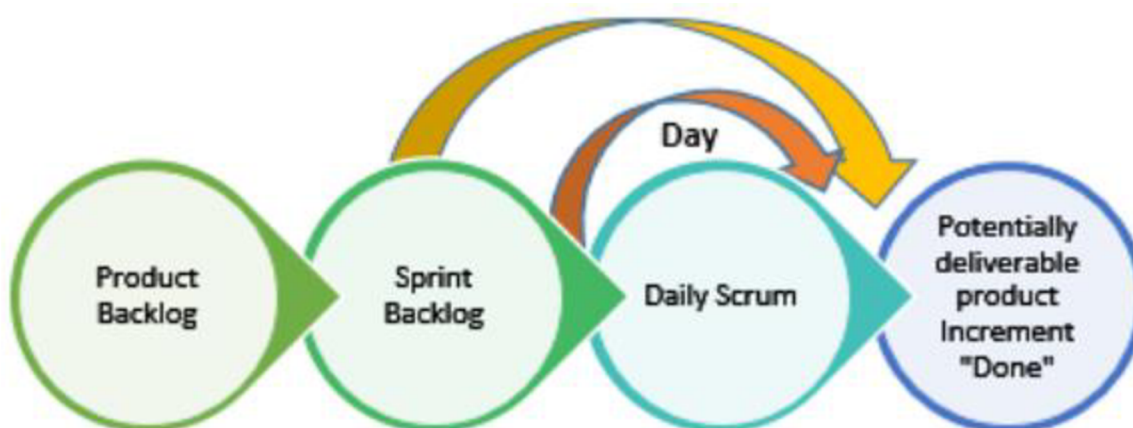 Day
Product
Backlog
Sprint
Backlog
Daily Scrum
Potentially
deliverable
product
Increment
"Done"